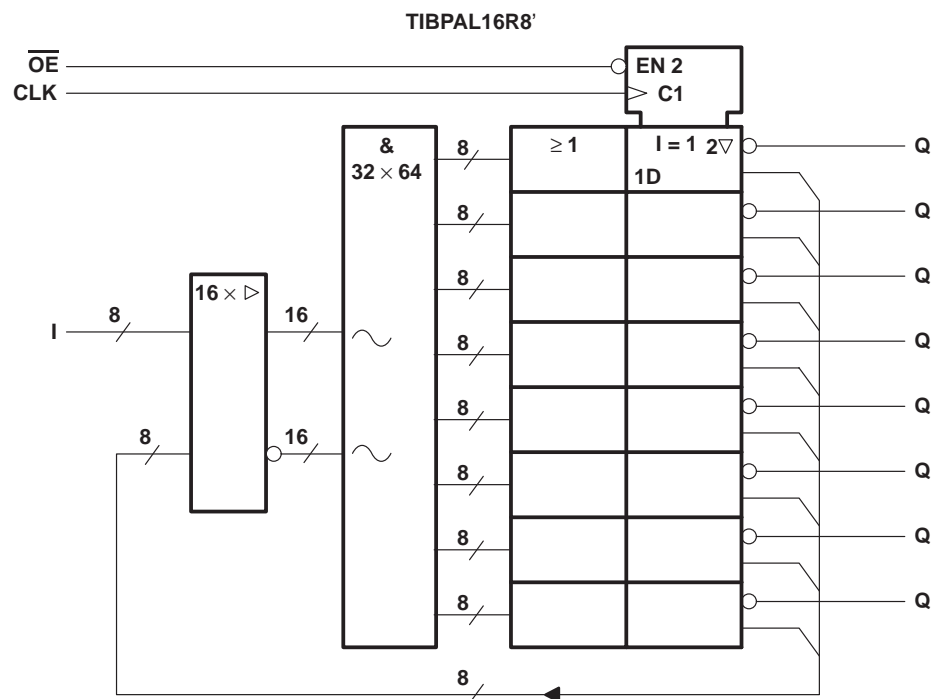 TIBPAL16R8’
OE
EN 2
CLK
C1
&
32 × 64
8
≥ 1
I = 1
2▽
1D
Q
8
Q
8
Q
16 × ▷
8
Q
I
8
16
8
Q
8
16
8
Q
8
Q
8
Q
8